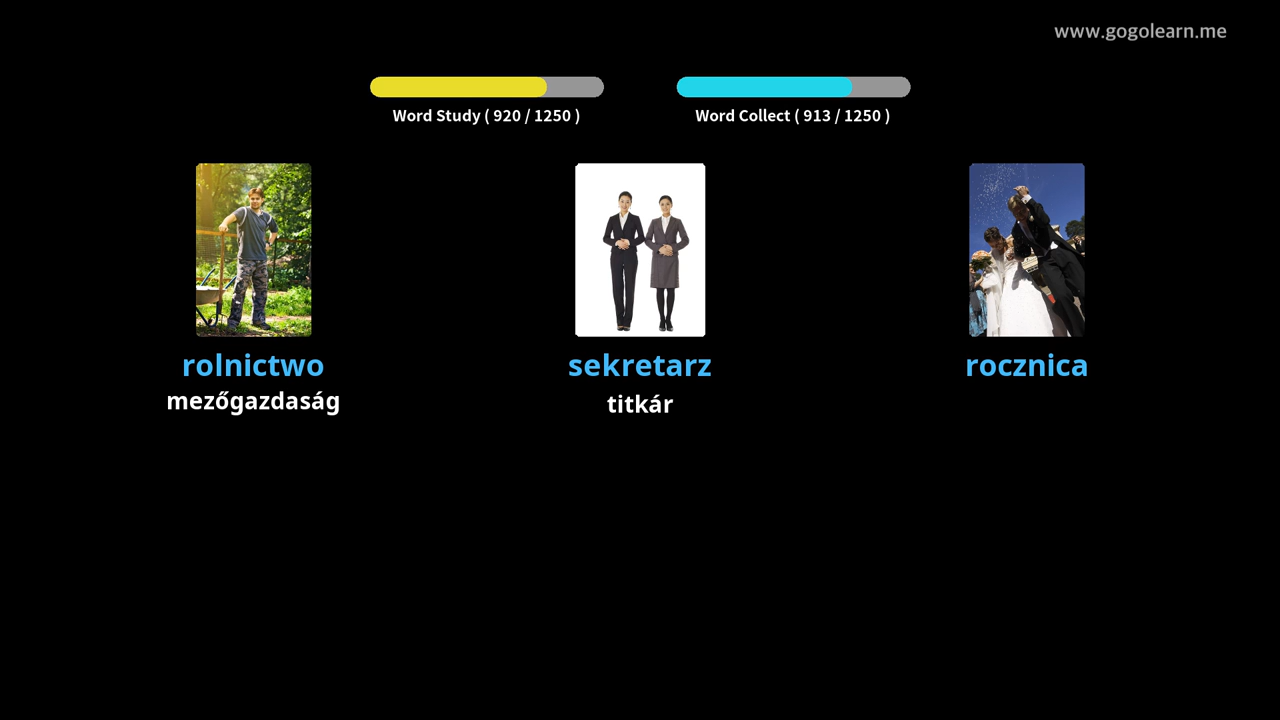 www.gogolearn.me
Word Study ( 920 / 1250 )
Word Collect ( 913 / 1250 )
rolnictwo
mezőgazdaság
sekretarz
titkár
rocznica